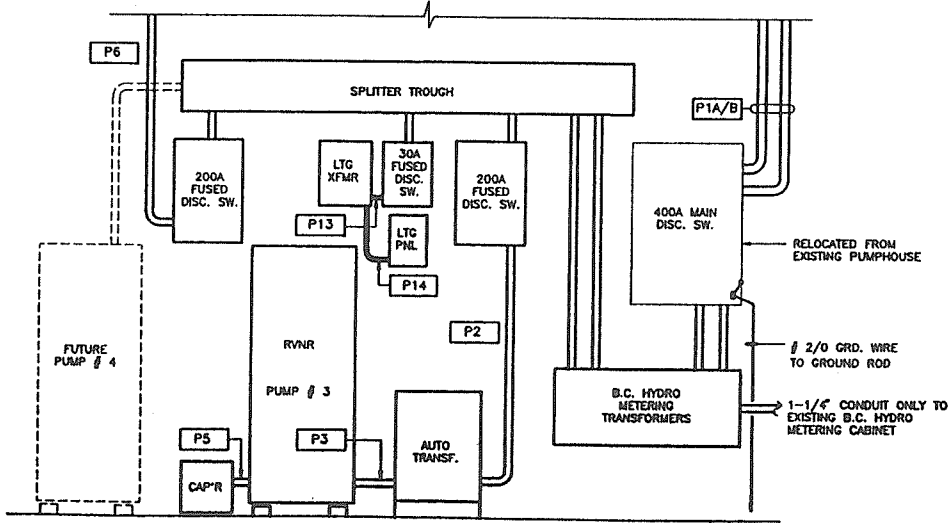 P6
SPLITTER TROUGH
P1A/B
200A
FUSED
DISC. SW.
LTG
XFMR
30A
FUSED
DISC.
SW.
200A
FUSED
DISC. SW.
400A MAIN
DISC. SW.
P13
LTG
PNL
RELOCATED FROM
EXISTING PUMPHOUSE
P14
P2
FUTURE
PUMP # 4
RVNR
PUMP # 3
# 2/0 GRD. WIRE
TO GROUND ROD
B.C. HYDRO
METERING
TRANSFORMERS
1-1/4" CONDUIT ONLY TO
EXISTING B.C. HYDRO
METERING CABINET
P5
P3
AUTO
TRANSF.
CAP'R